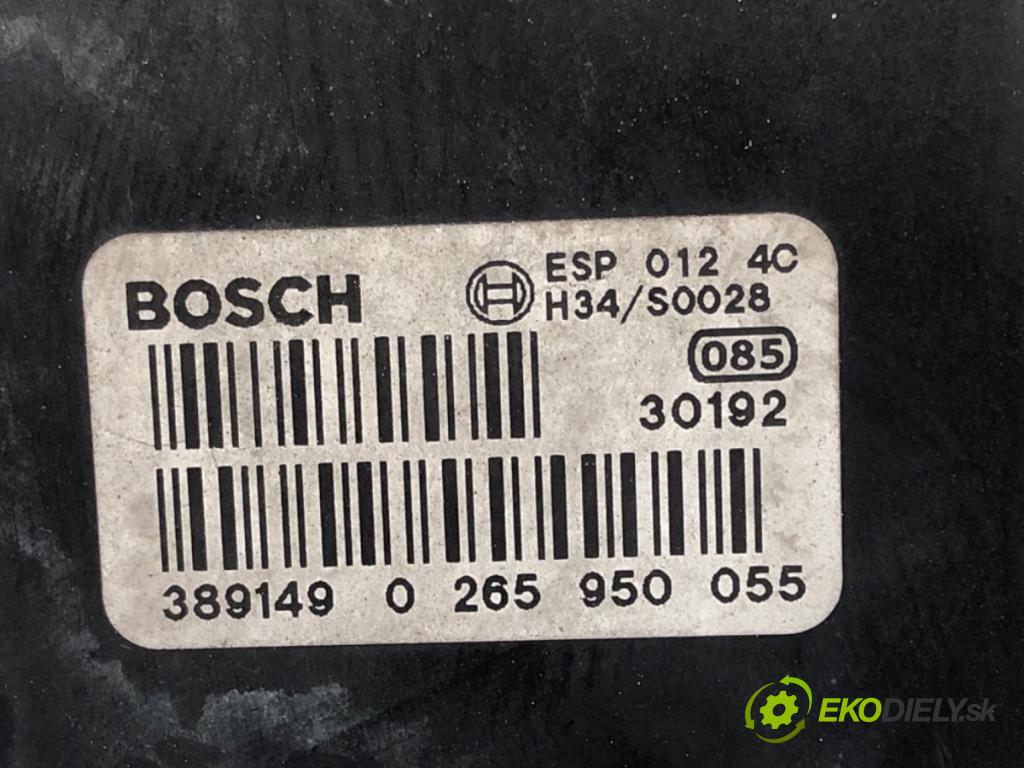 BOSCH
ESP 012 4C
H34/S0028
085
30192
389149 0 265 950 055
EKODIELY.sk